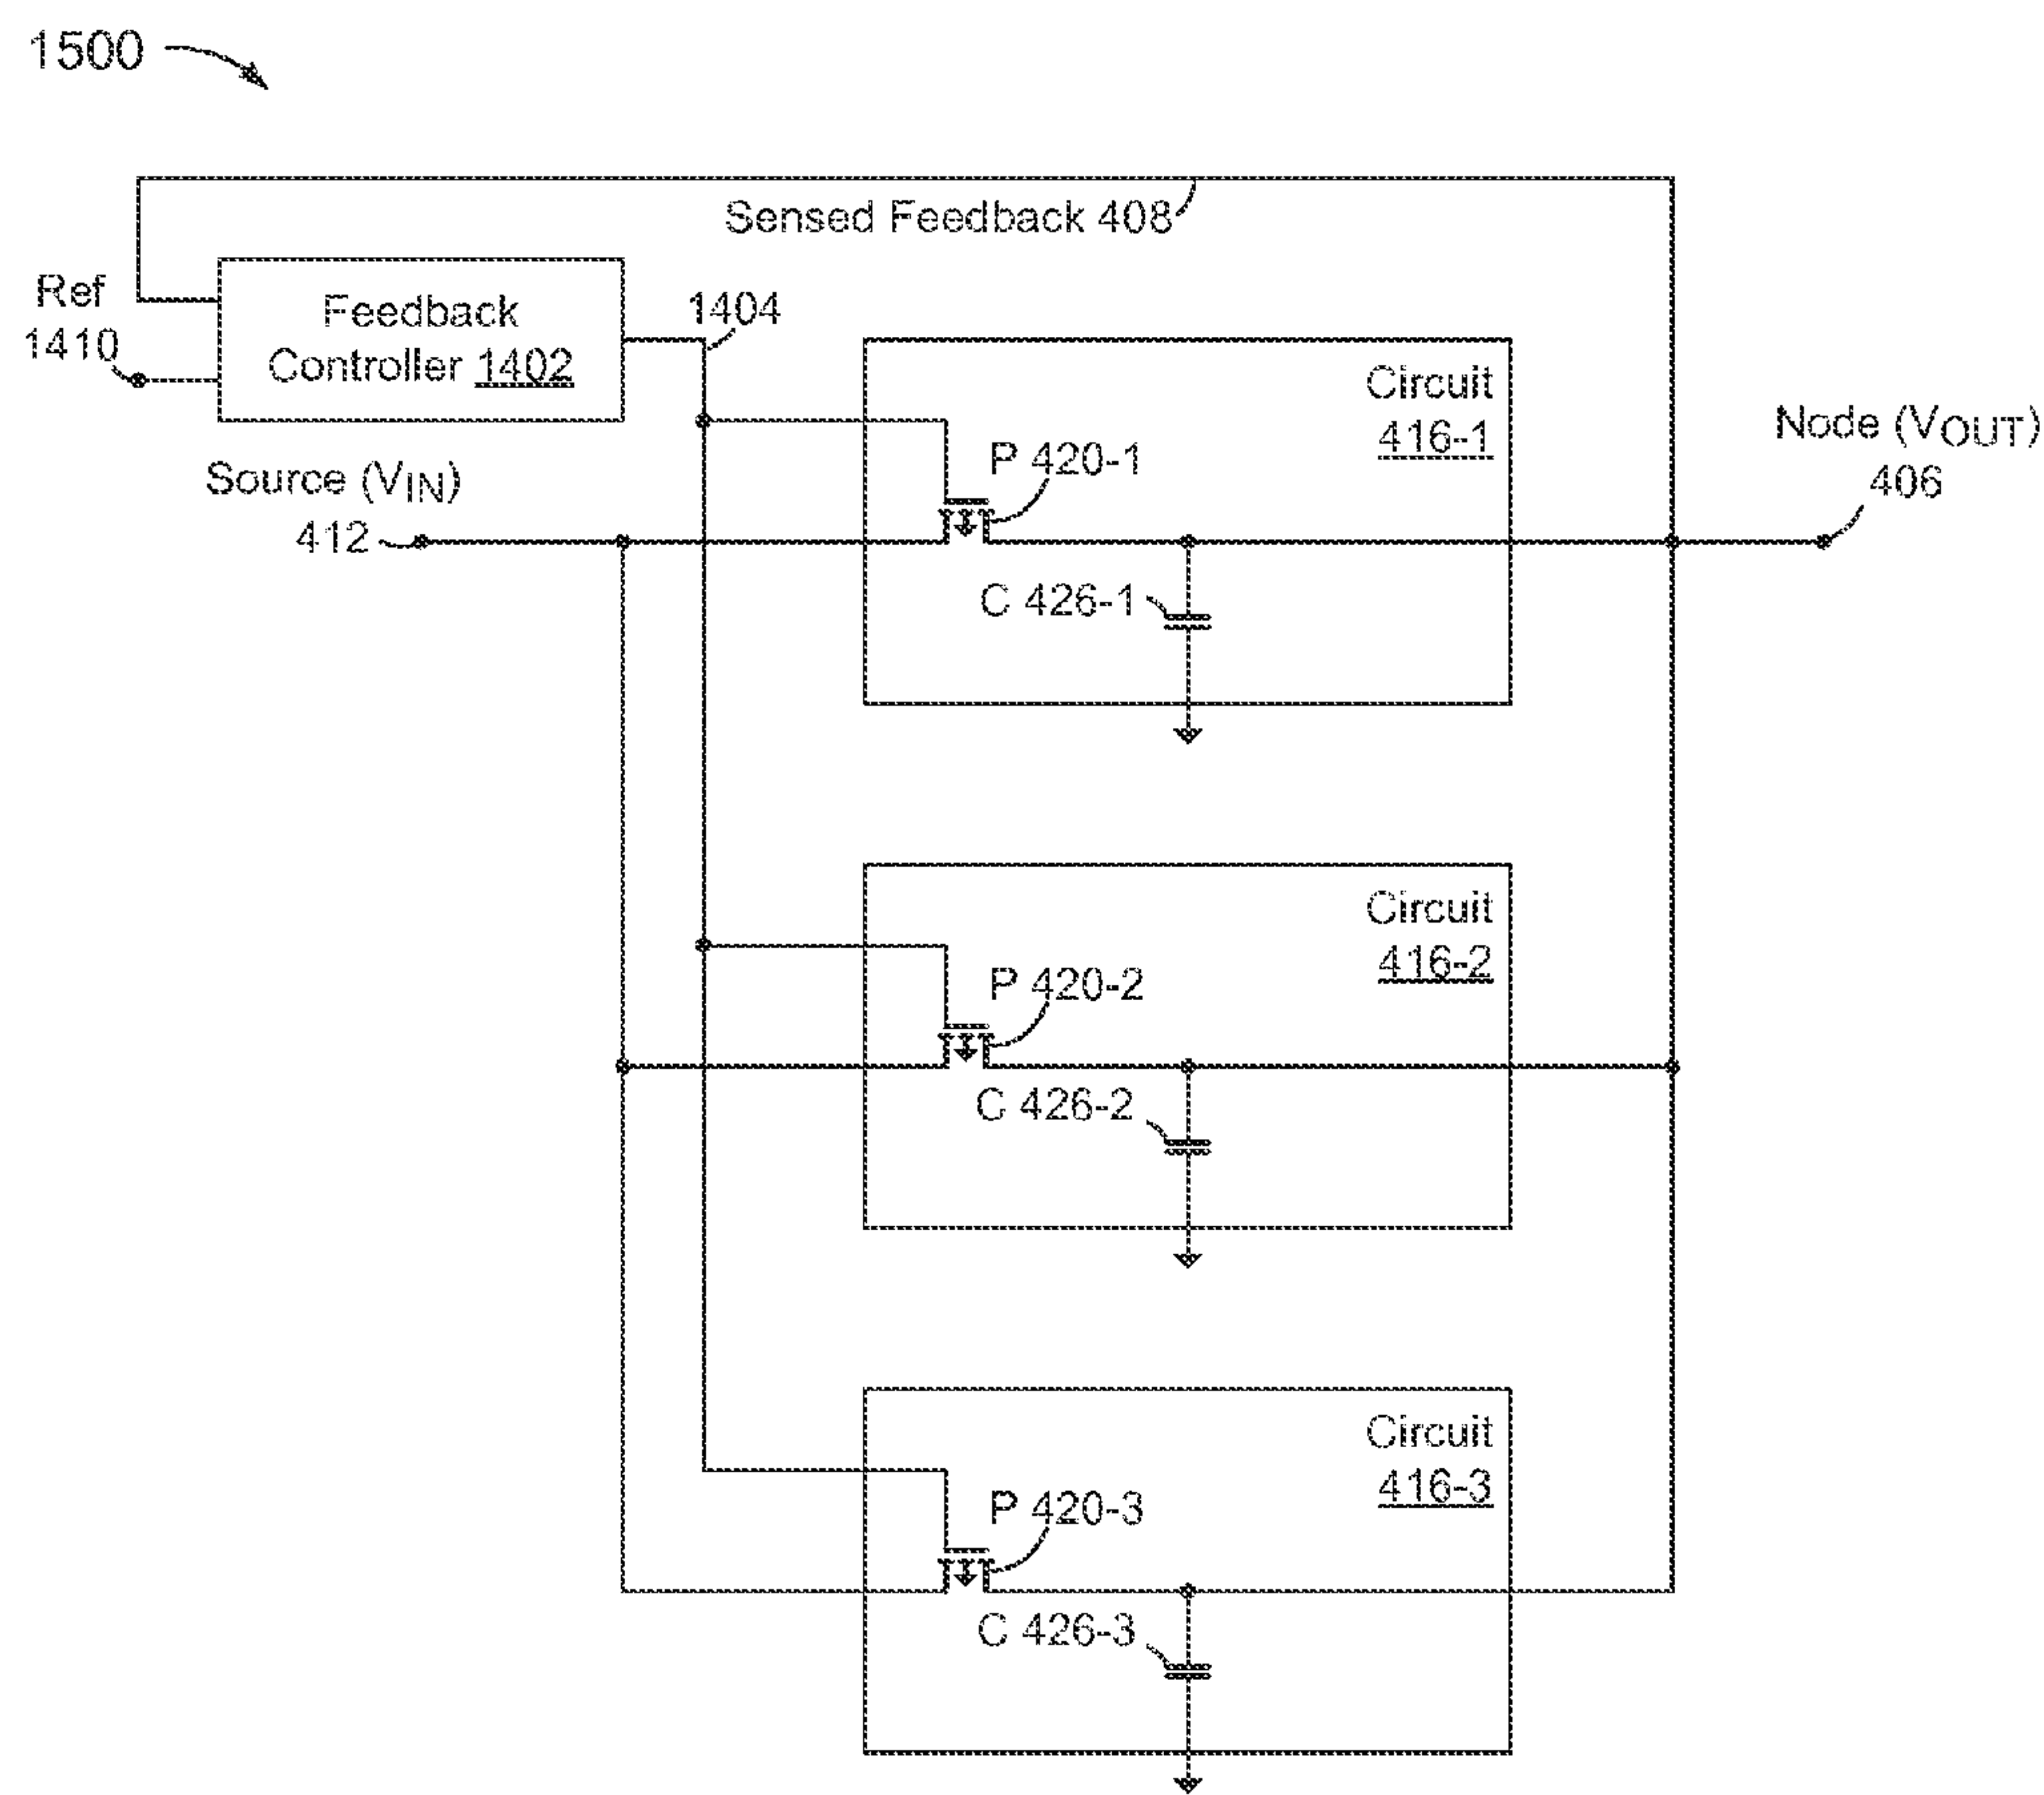 1500
Sensed Feedback 408
Ref
1410
Feedback
Controller 1402
1404
Circuit
416-1
P 420-1
Node (VOUT)
406
Source (VIN)
412
C 426-1
Circuit
416-2
P 420-2
C 426-2
Circuit
416-3
P 420-3
C 426-3